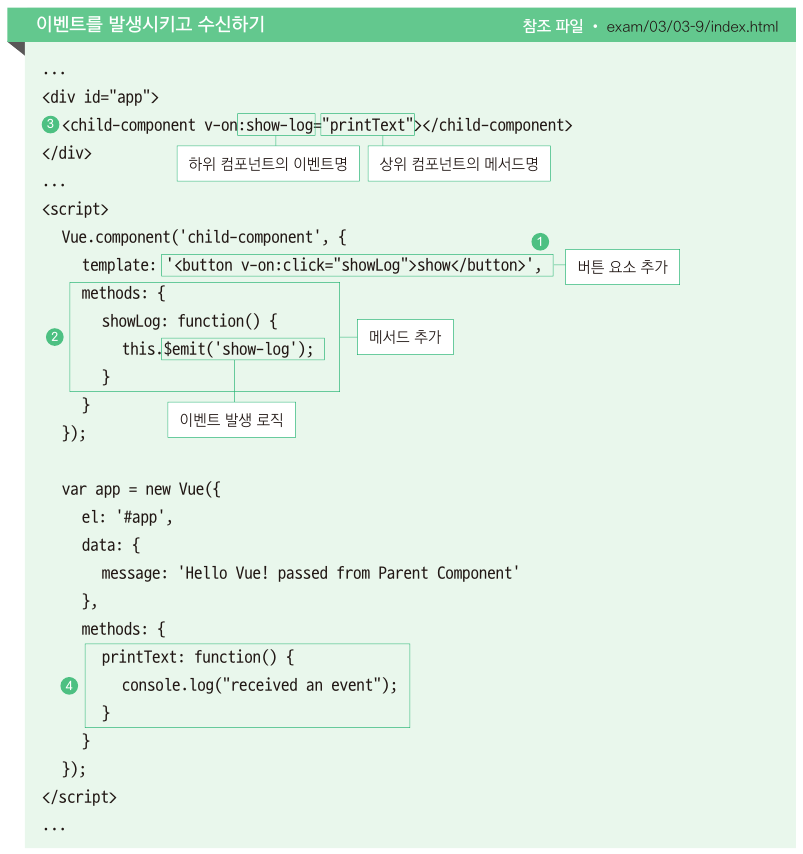 이벤트를 발생시키고 수신하기
참조 파일 • exam/03/03-9/index.html
...
<div id="app">
3 <child-component v-on:show-log="printText"></child-component>
</div>
하위 컴포넌트의 이벤트명
상위 컴포넌트의 메서드명
...
<script>
Vue.component('child-component', {
1
template: '<button v-on:click="showLog">show</button>',
버튼 요소 추가
methods: {
2
showLog: function() {
메서드 추가
this.$emit('show-log');
}
}
이벤트 발생 로직
});
var app = new Vue({
el: '#app',
data: {
message: 'Hello Vue! passed from Parent Component'
},
methods: {
printText: function() {
4
console.log("received an event");
}
}
});
</script>
...